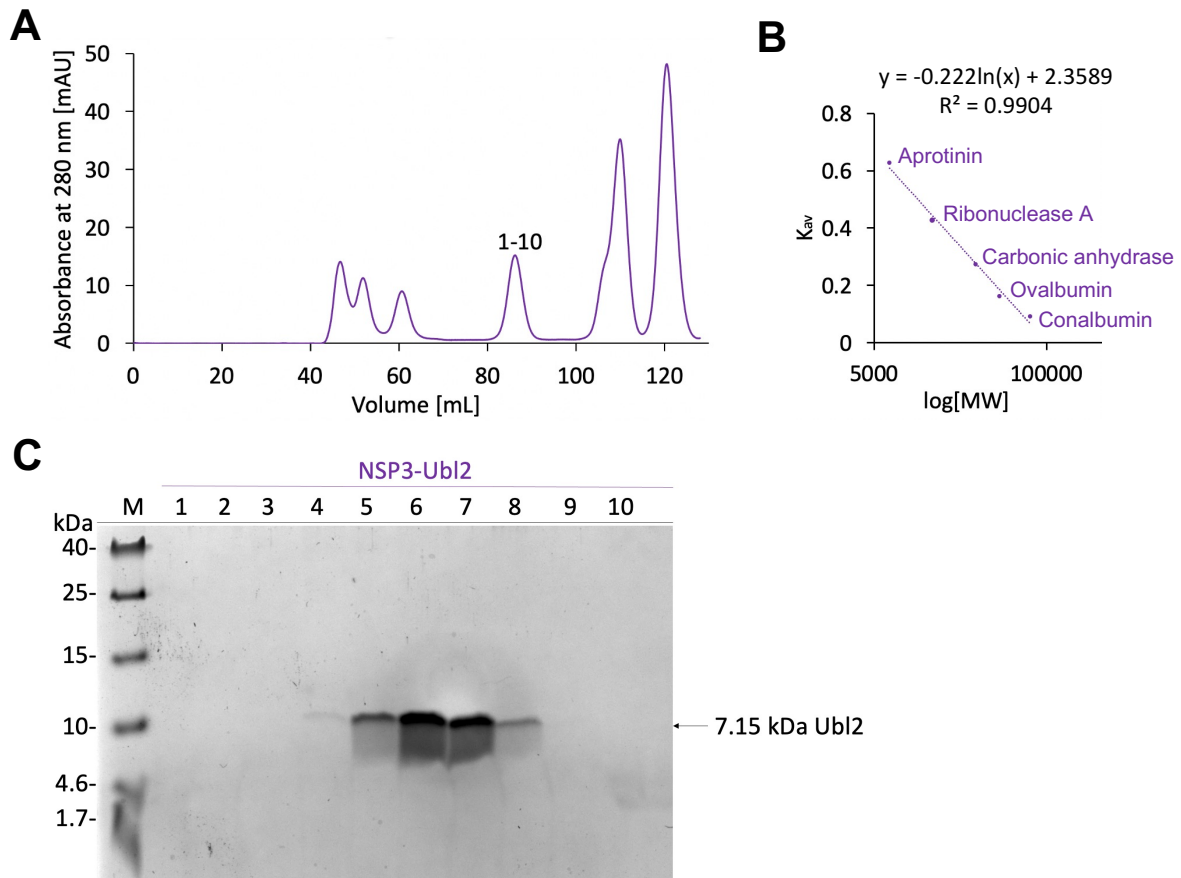 A
Absorbance at 280 nm [mAU]
50
40
30
20
10
0
1-10
0 20 40 60 80 100 120
Volume [mL]
B
y = -0.222ln(x) + 2.3589
R² = 0.9904
Kav
0.8
0.6
0.4
0.2
0
Aprotinin
Ribonuclease A
Carbonic anhydrase
Ovalbumin
Conalbumin
5000 100000
log[MW]
C
NSP3-Ubl2
M 1 2 3 4 5 6 7 8 9 10
kDa
40-
25-
15-
10-
4.6-
1.7-
7.15 kDa Ubl2